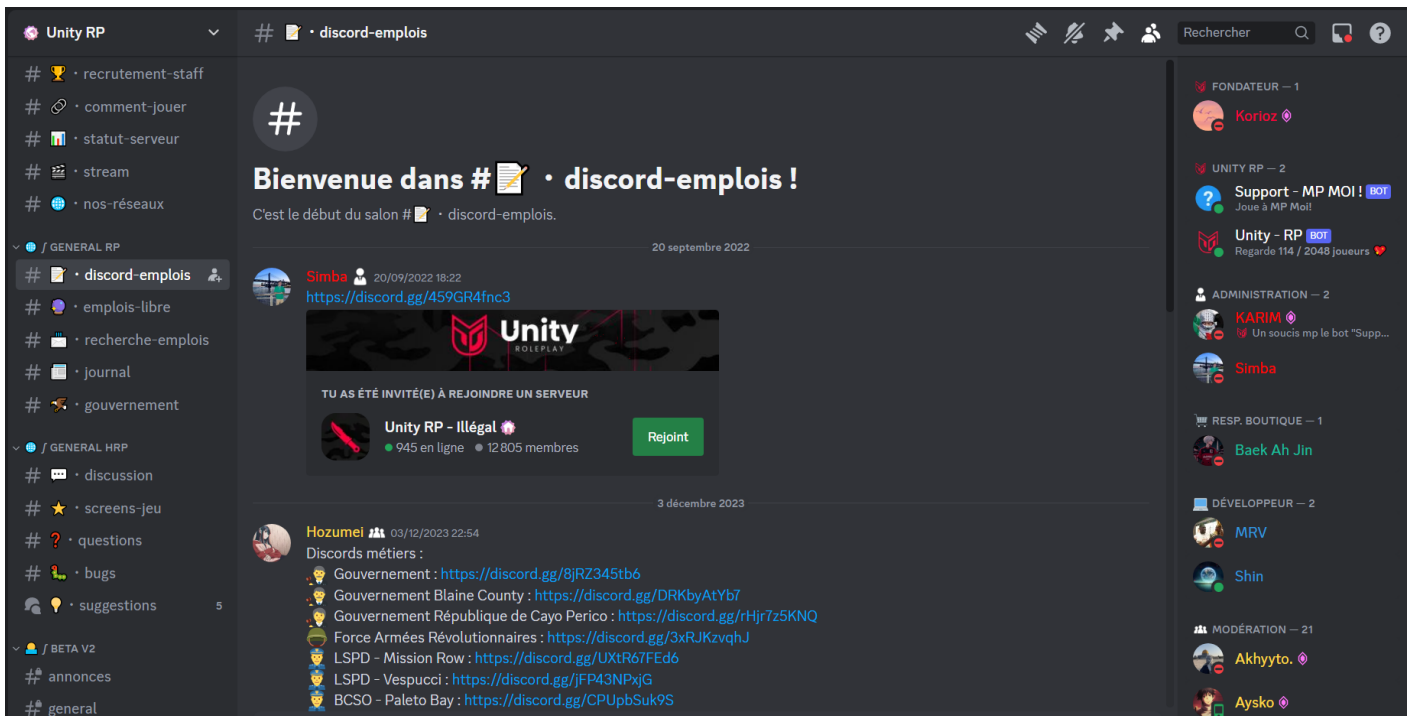 Unity RP
recrutement-staff
comment-jouer
statut-serveur
stream
nos-réseaux
ʃ GENERAL RP
discord-emplois
emplois-libre
recherche-emplois
journal
gouvernement
ʃ GENERAL HRP
discussion
screens-jeu
questions
bugs
suggestions 5
ʃ BETA V2
annonces
general
# 📝 · discord-emplois
Rechercher
#
Bienvenue dans #📝 · discord-emplois !
C'est le début du salon #📝 · discord-emplois.
20 septembre 2022
Simba 20/09/2022 18:22
https://discord.gg/459GR4fnc3
Unity
ROLEPLAY
TU AS ÉTÉ INVITÉ(E) À REJOINDRE UN SERVEUR
Unity RP - Illégal
945 en ligne 12 805 membres
Rejoint
3 décembre 2023
Hozumei 03/12/2023 22:54
Discords métiers :
Gouvernement : https://discord.gg/8jRZ345tb6
Gouvernement Blaine County : https://discord.gg/DRKbyAtYb7
Gouvernement République de Cayo Perico : https://discord.gg/rHjr7z5KNQ
Force Armées Révolutionnaires : https://discord.gg/3xRJKzvqhJ
LSPD - Mission Row : https://discord.gg/UXtR67FEd6
LSPD - Vespucci : https://discord.gg/jFP43NPxjG
BCSO - Paleto Bay : https://discord.gg/CPUpbSuk9S
FONDATEUR — 1
Korioz
UNITY RP — 2
Support - MP MOI ! BOT
Joue à MP Moi!
Unity - RP BOT
Regarde 114 / 2048 joueurs
ADMINISTRATION — 2
KARIM
Un soucis mp le bot "Supp...
Simba
RESP. BOUTIQUE — 1
Baek Ah Jin
DÉVELOPPEUR — 2
MRV
Shin
MODÉRATION — 21
Akhyyto.
Aysko